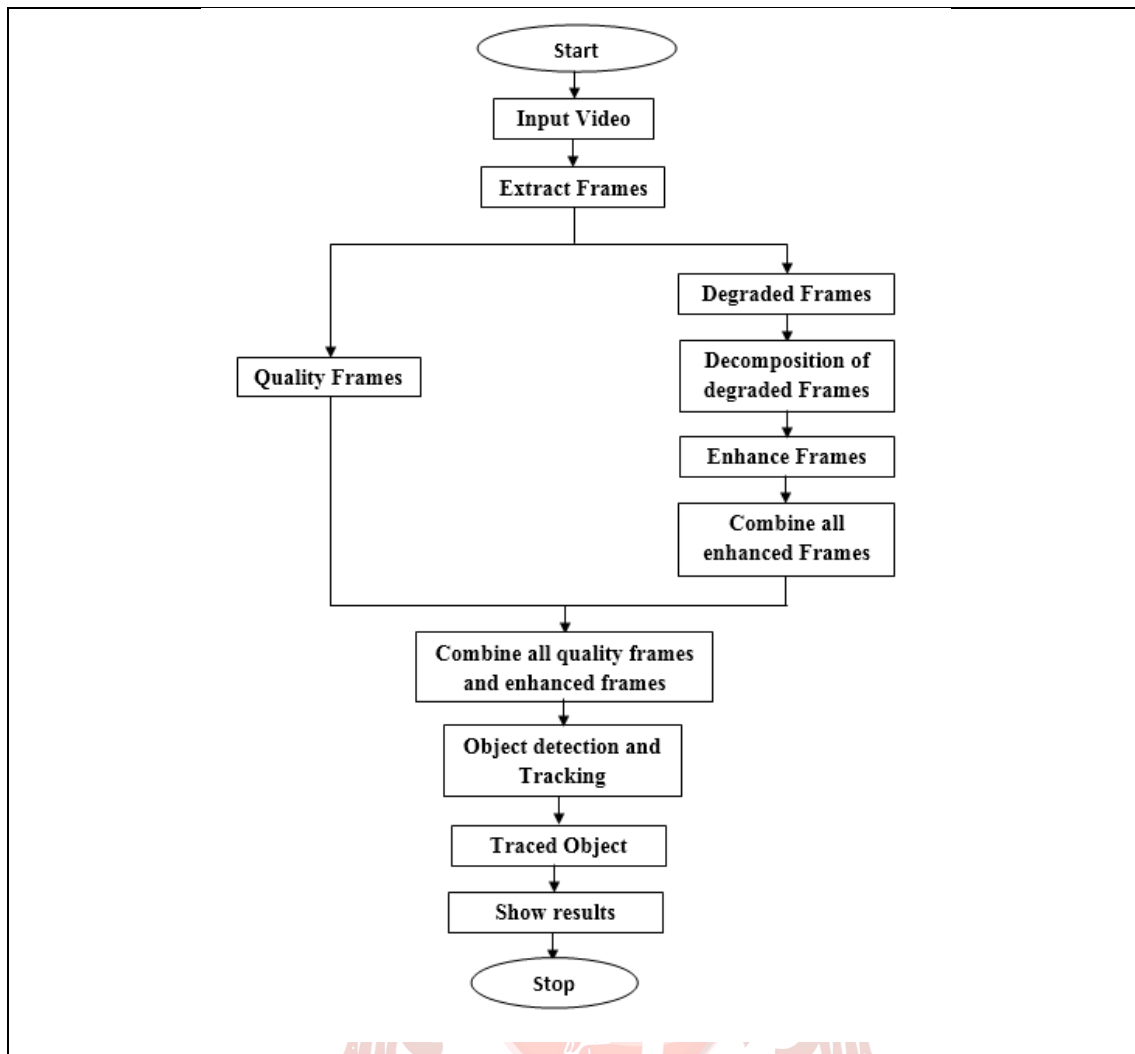 Start
Input Video
Extract Frames
Degraded Frames
Decomposition of
degraded Frames
Quality Frames
Enhance Frames
Combine all
enhanced Frames
Combine all quality frames
and enhanced frames
Object detection and
Tracking
Traced Object
Show results
Stop